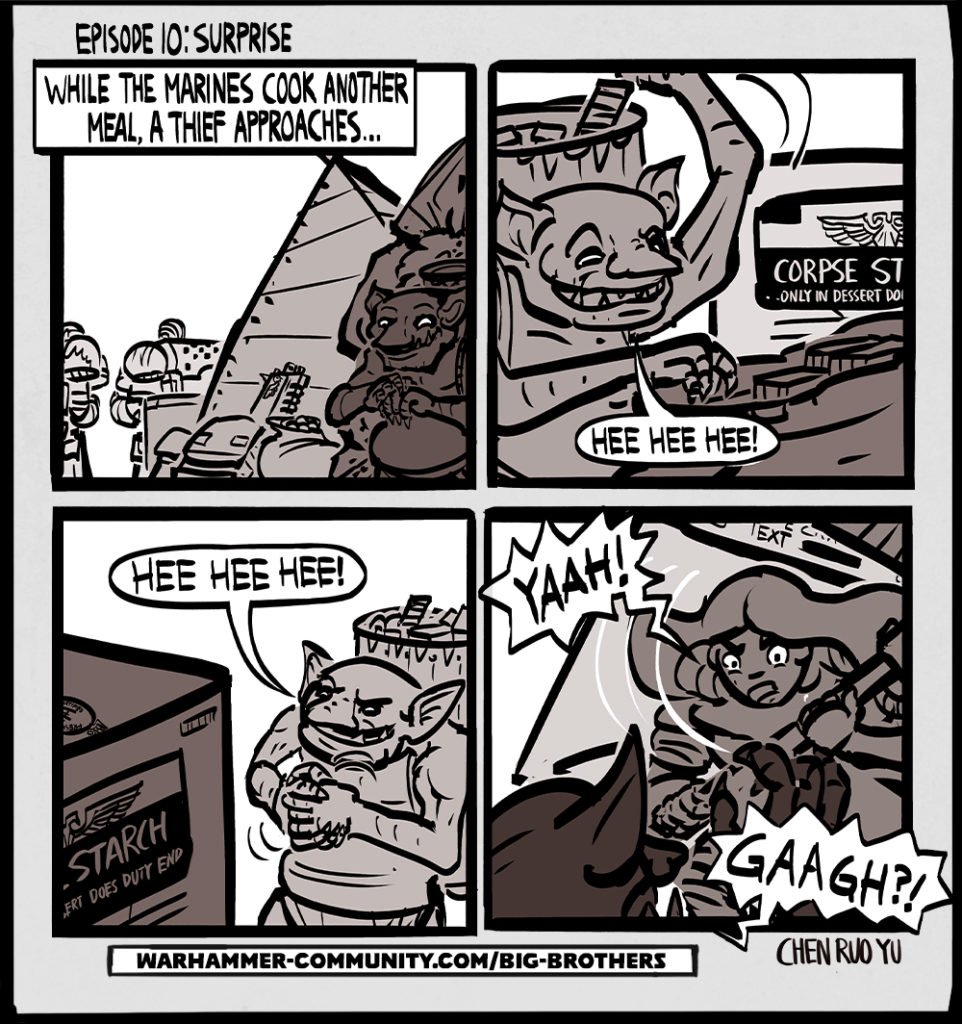 EPISODE 10: SURPRISE
WHILE THE MARINES COOK ANOTHER
MEAL, A THIEF APPROACHES...
CORPSE ST
ONLY IN DESSERT DO
HEE HEE HEE!
HEE HEE HEE!
STARCH
ERT DOES DUTY END
YAAH!
TEXT
GAAGH?!
WARHAMMER-COMMUNITY.COM/BIG-BROTHERS
CHEN RUO YU